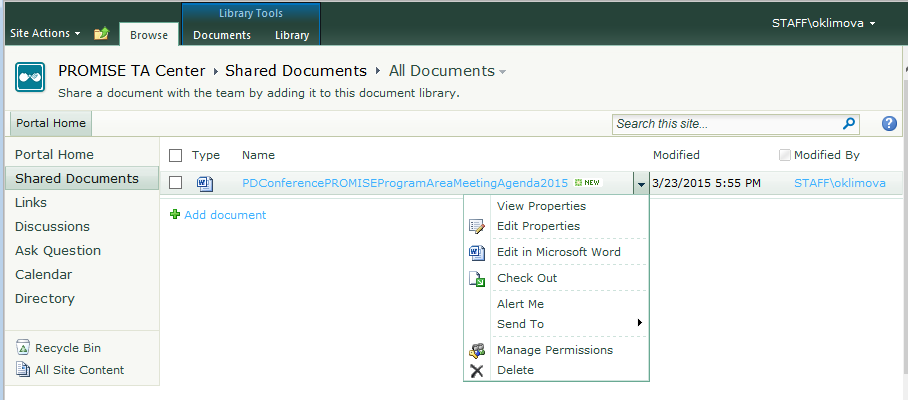 Library Tools
Site Actions
Browse
Documents
Library
STAFF\oklimova
PROMISE TA Center
Shared Documents
All Documents
Share a document with the team by adding it to this document library.
Portal Home
Search this site...
?
Portal Home
Shared Documents
Links
Discussions
Ask Question
Calendar
Directory
Recycle Bin
All Site Content
Type
Name
Modified
Modified By
PDConferencePROMISEProgramAreaMeetingAgenda2015
NEW
3/23/2015 5:55 PM
STAFF\oklimova
Add document
View Properties
Edit Properties
Edit in Microsoft Word
Check Out
Alert Me
Send To
Manage Permissions
Delete